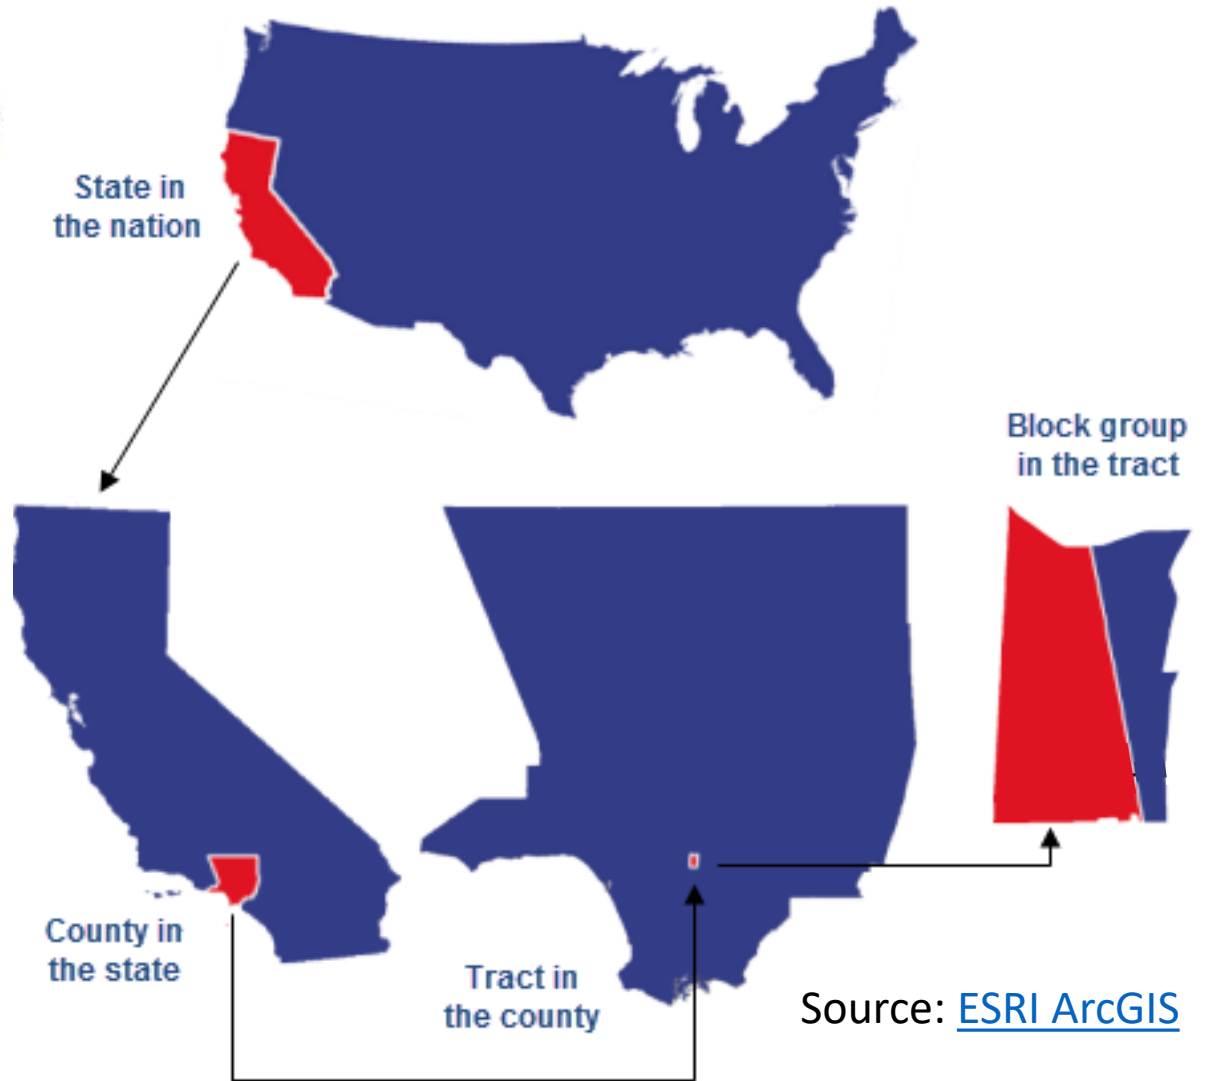 State in
the nation
Block group
in the tract
County in
the state
Tract in
the county
Source: ESRI ArcGIS